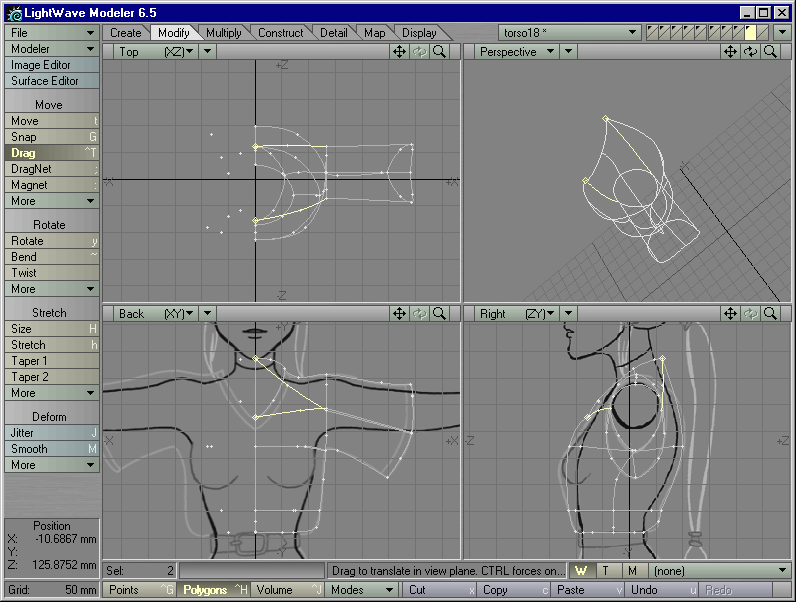 LightWave Modeler 6.5
File
Create Modify Multiply Construct Detail Map Display torso18 *
Modeler
Image Editor
Surface Editor
Top (XZ)
Perspective
Move
Move t
Snap G
Drag ^T
DragNet ;
Magnet :
More
Rotate
Rotate y
Bend ~
Twist
More
Stretch
Size H
Stretch h
Taper 1
Taper 2
More
Deform
Jitter J
Smooth M
More
+Z
-X
+X
-Z
X
Back (XY)
Right (ZY)
+Y
-X
+X
-Y
Y
-Z
+Z
-Y
Position
X: -10.6867 mm
Y:
Z: 125.8752 mm
Grid: 50 mm
Sel: 2
Drag to translate in view plane. CTRL forces on...
W T M (none)
Points ^G Polygons ^H Volume ^J Modes Cut x Copy c Paste v Undo u Redo